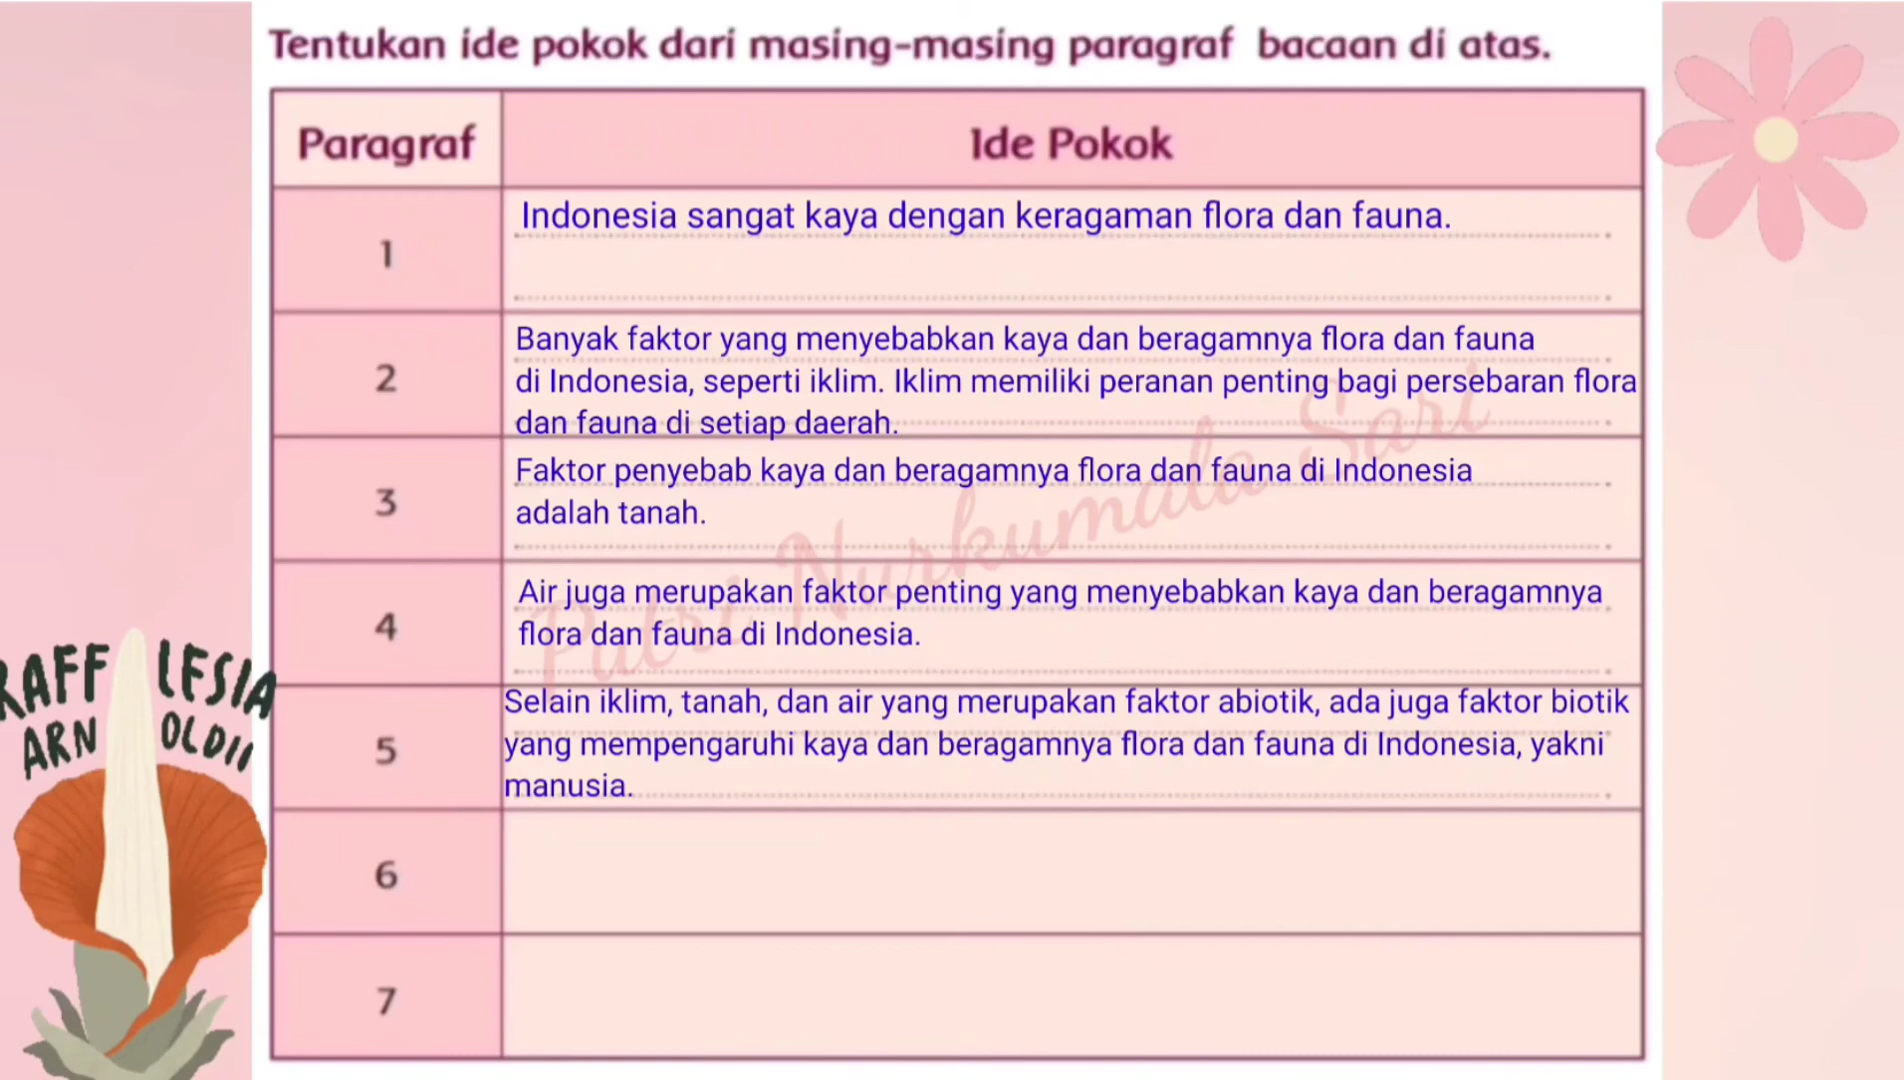 Tentukan ide pokok dari masing-masing paragraf bacaan di atas.
Paragraf
Ide Pokok
1
Indonesia sangat kaya dengan keragaman flora dan fauna.
2
Banyak faktor yang menyebabkan kaya dan beragamnya flora dan fauna
di Indonesia, seperti iklim. Iklim memiliki peranan penting bagi persebaran flora
dan fauna di setiap daerah.
3
Faktor penyebab kaya dan beragamnya flora dan fauna di Indonesia
adalah tanah.
4
Air juga merupakan faktor penting yang menyebabkan kaya dan beragamnya
flora dan fauna di Indonesia.
5
Selain iklim, tanah, dan air yang merupakan faktor abiotik, ada juga faktor biotik
yang mempengaruhi kaya dan beragamnya flora dan fauna di Indonesia, yakni
manusia.
6
7
Putri Nurkumala Sari
RAFFLESIA
ARNOLDII